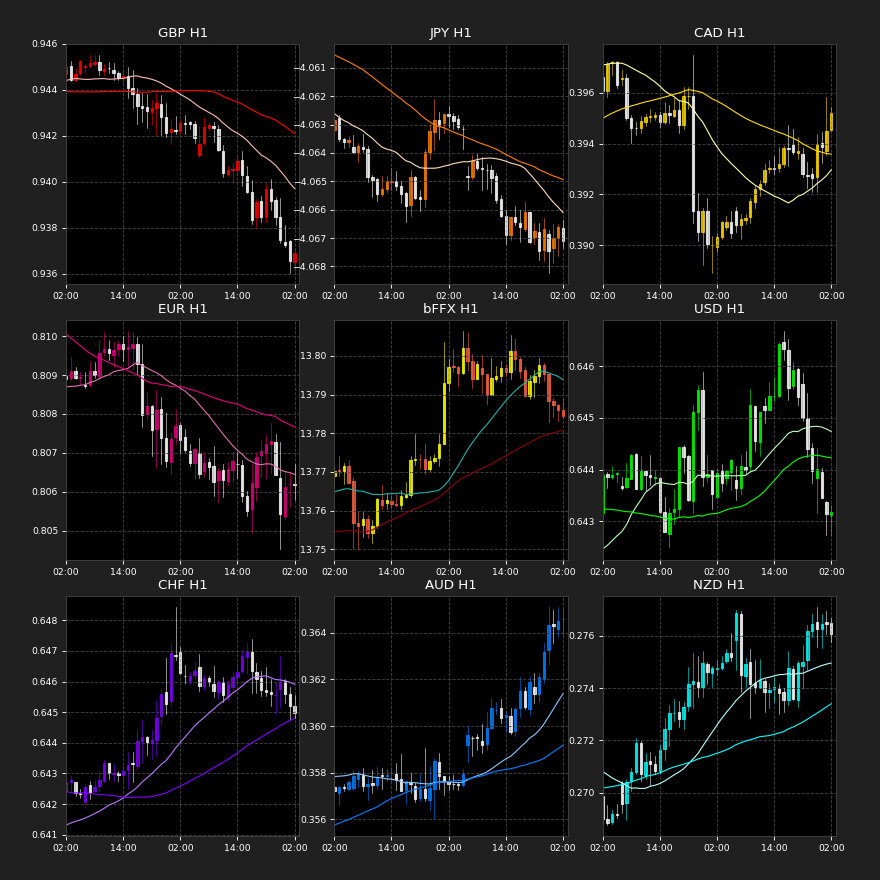 GBP H1
0.946
0.944
0.942
0.940
0.938
0.936
02:00 14:00 02:00 14:00 02:00
JPY H1
-4.061
-4.062
-4.063
-4.064
-4.065
-4.066
-4.067
-4.068
02:00 14:00 02:00 14:00 02:00
CAD H1
0.396
0.394
0.392
0.390
02:00 14:00 02:00 14:00 02:00
EUR H1
0.810
0.809
0.808
0.807
0.806
0.805
02:00 14:00 02:00 14:00 02:00
bFFX H1
13.80
13.79
13.78
13.77
13.76
13.75
02:00 14:00 02:00 14:00 02:00
USD H1
0.646
0.645
0.644
0.643
02:00 14:00 02:00 14:00 02:00
CHF H1
0.648
0.647
0.646
0.645
0.644
0.643
0.642
0.641
02:00 14:00 02:00 14:00 02:00
AUD H1
0.364
0.362
0.360
0.358
0.356
02:00 14:00 02:00 14:00 02:00
NZD H1
0.276
0.274
0.272
0.270
02:00 14:00 02:00 14:00 02:00